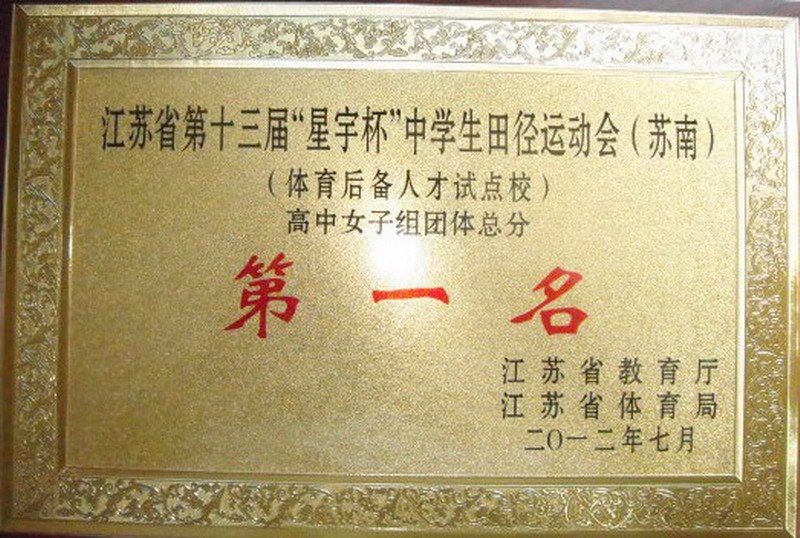 江苏省第十三届“星宇杯”中学生田径运动会（苏南）
（体育后备人才试点校）
高中女子组团体总分
第一名
江苏省教育厅
江苏省体育局
二〇一二年七月